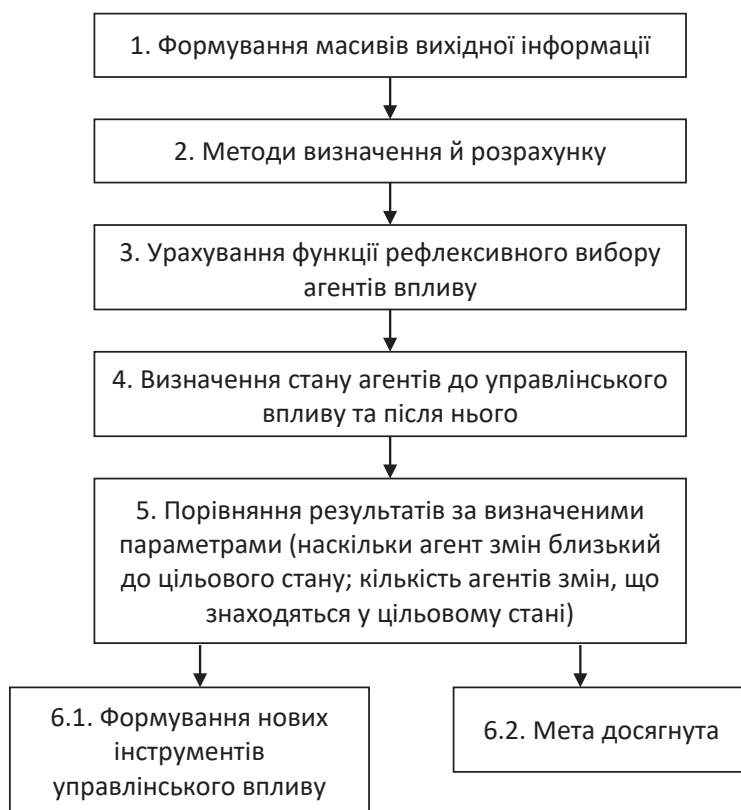 1. Формування масивів вихідної інформації
2. Методи визначення й розрахунку
3. Урахування функції рефлексивного вибору
агентів впливу
4. Визначення стану агентів до управлінського
впливу та після нього
5. Порівняння результатів за визначеними
параметрами (наскільки агент змін близький
до цільового стану; кількість агентів змін, що
знаходяться у цільовому стані)
6.1. Формування нових
інструментів
управлінського впливу
6.2. Мета досягнута